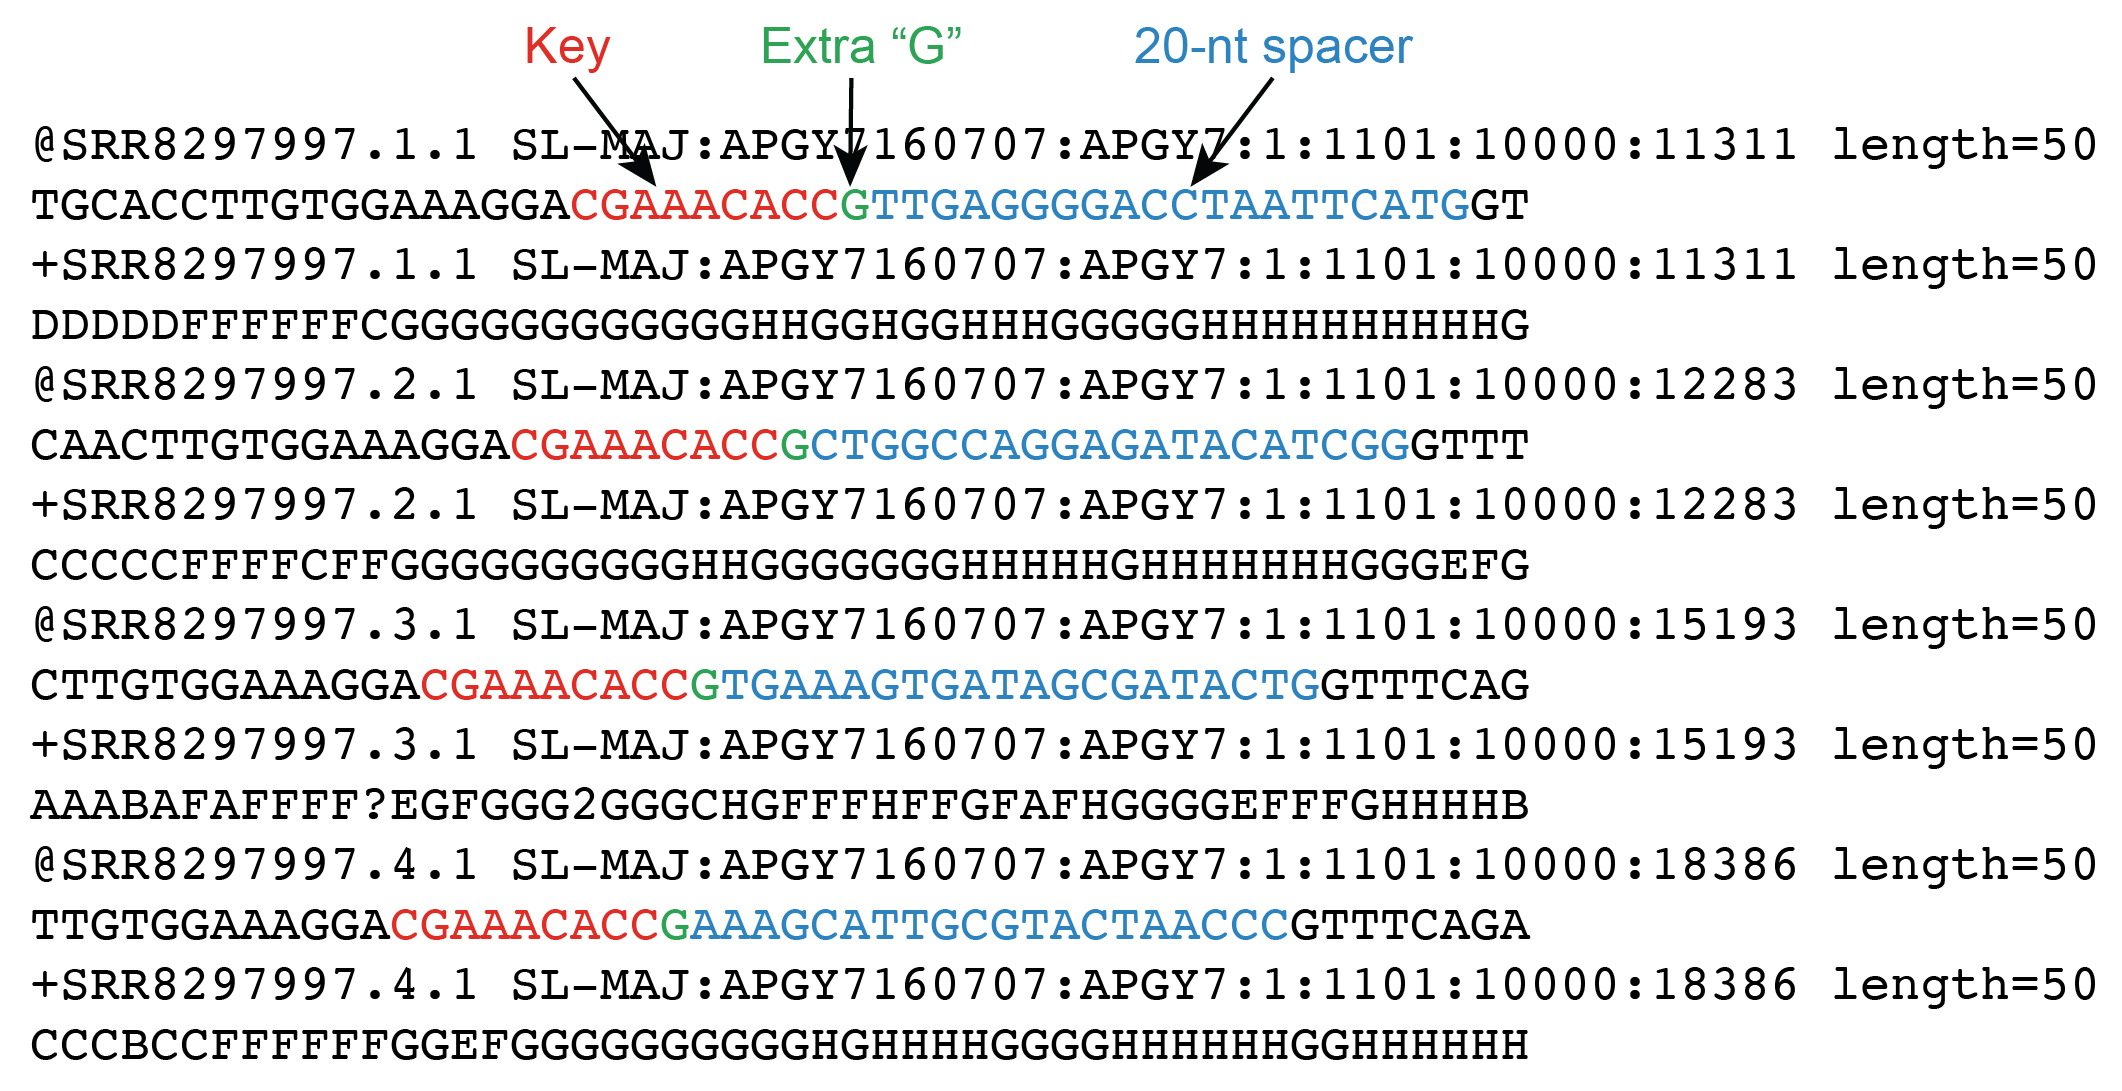 Key Extra “G” 20-nt spacer
@SRR8297997.1.1 SL-MAJ:APGY7160707:APGY7:1:1101:10000:11311 length=50
TGCACCTTGTGGAAAGGACGAAACACCGTTGAGGGGACCTAATTCATGGT
+SRR8297997.1.1 SL-MAJ:APGY7160707:APGY7:1:1101:10000:11311 length=50
DDDDDFFFFFFCGGGGGGGGGGGGHHGGHGGHHHGGGGGHHHHHHHHHHG
@SRR8297997.2.1 SL-MAJ:APGY7160707:APGY7:1:1101:10000:12283 length=50
CAACTTGTGGAAAGGACGAAACACCGCTGGCCAGGAGATACATCGGGTTT
+SRR8297997.2.1 SL-MAJ:APGY7160707:APGY7:1:1101:10000:12283 length=50
CCCCCFFFFCFFGGGGGGGGGGHHGGGGGGGHHHHHGHHHHHHHGGGEFG
@SRR8297997.3.1 SL-MAJ:APGY7160707:APGY7:1:1101:10000:15193 length=50
CTTGTGGAAAGGACGAAACACCGTGAAAGTGATAGCGATACTGGTTTCAG
+SRR8297997.3.1 SL-MAJ:APGY7160707:APGY7:1:1101:10000:15193 length=50
AAABAFAFFFF?EGFGGG2GGGCHGFFFHFFGFAFHGGGGEFFFGHHHHB
@SRR8297997.4.1 SL-MAJ:APGY7160707:APGY7:1:1101:10000:18386 length=50
TTGTGGAAAGGACGAAACACCGAAAGCATTGCGTACTAACCCGTTTCAGA
+SRR8297997.4.1 SL-MAJ:APGY7160707:APGY7:1:1101:10000:18386 length=50
CCCBCCFFFFFFGGEFGGGGGGGGGGHGHHHHGGGGHHHHHHGGHHHHHH